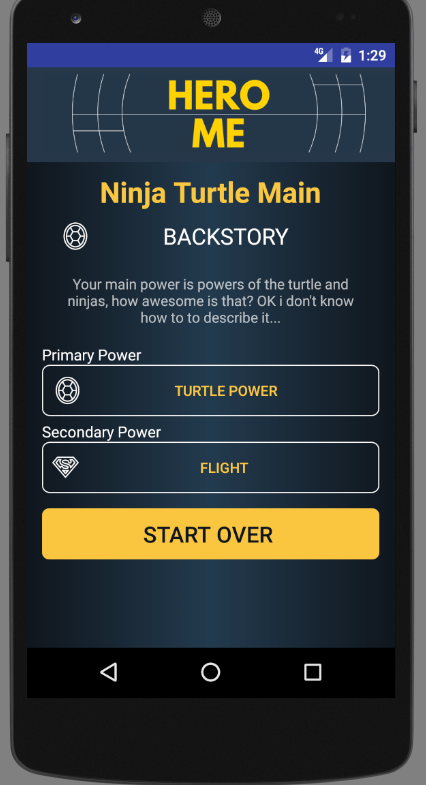 4G 1:29
HERO
ME
Ninja Turtle Main
BACKSTORY
Your main power is powers of the turtle and
ninjas, how awesome is that? OK i don't know
how to to describe it...
Primary Power
TURTLE POWER
Secondary Power
S
FLIGHT
START OVER